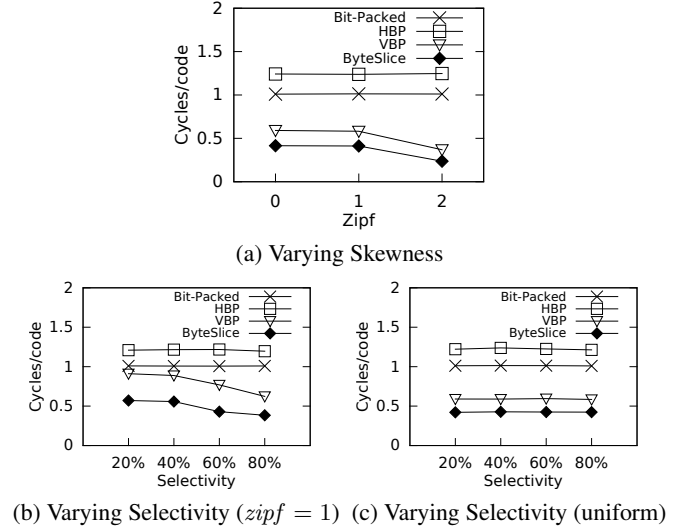 2
1.5
1
0.5
0
Cycles/code
Bit-Packed
HBP
VBP
ByteSlice
0 1 2
Zipf
(a) Varying Skewness
2
1.5
1
0.5
0
Cycles/code
Bit-Packed
HBP
VBP
ByteSlice
20% 40% 60% 80%
Selectivity
2
1.5
1
0.5
0
Cycles/code
Bit-Packed
HBP
VBP
ByteSlice
20% 40% 60% 80%
Selectivity
(b) Varying Selectivity (zipf = 1) (c) Varying Selectivity (uniform)